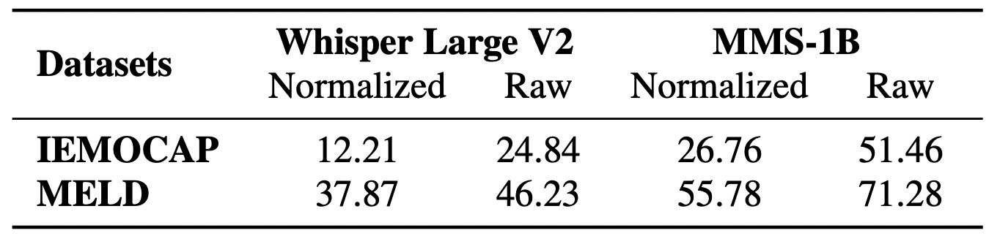 Datasets Whisper Large V2 MMS-1B
Normalized Raw Normalized Raw
IEMOCAP 12.21 24.84 26.76 51.46
MELD 37.87 46.23 55.78 71.28